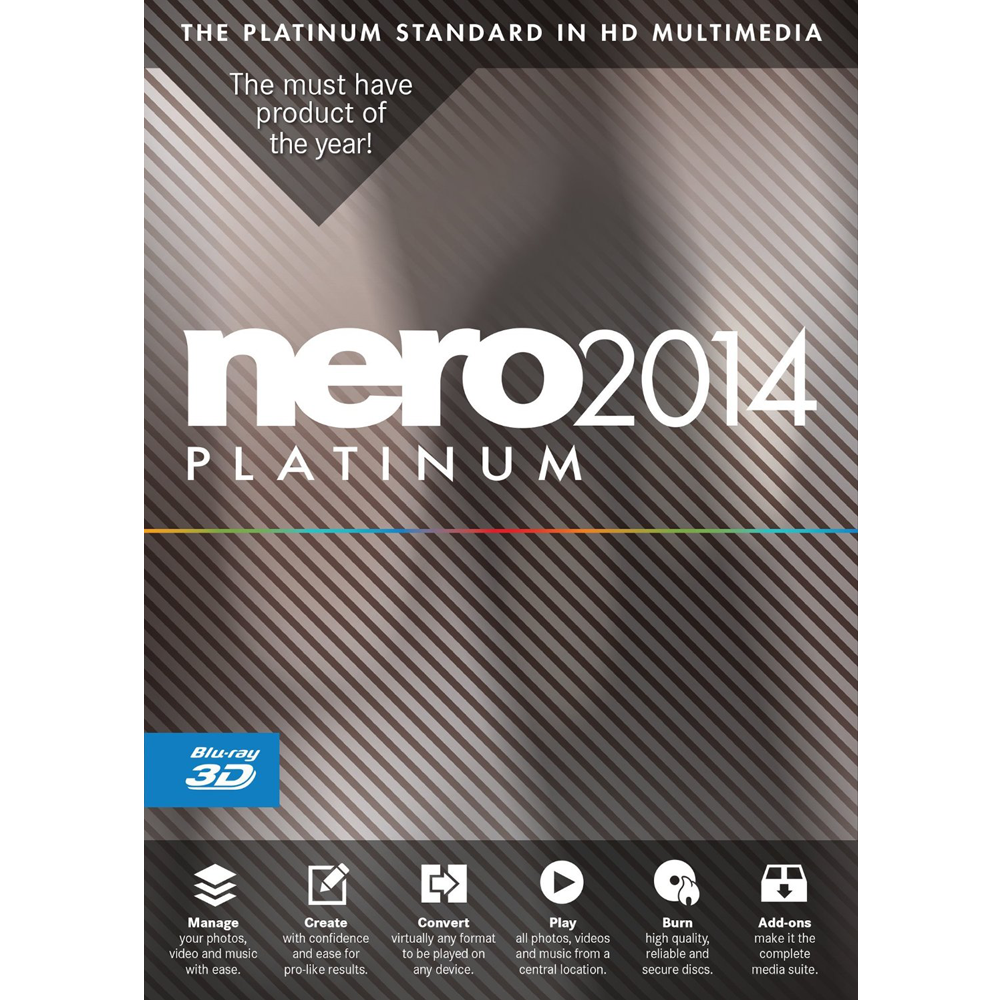 THE PLATINUM STANDARD IN HD MULTIMEDIA
The must have
product of
the year!
nero2014
PLATINUM
Blu-ray
3D
Manage
your photos,
video and music
with ease.
Create
with confidence
and ease for
pro-like results.
Convert
virtually any format
to be played on
any device.
Play
all photos, videos
and music from a
central location.
Burn
high quality,
reliable and
secure discs.
Add-ons
make it the
complete
media suite.